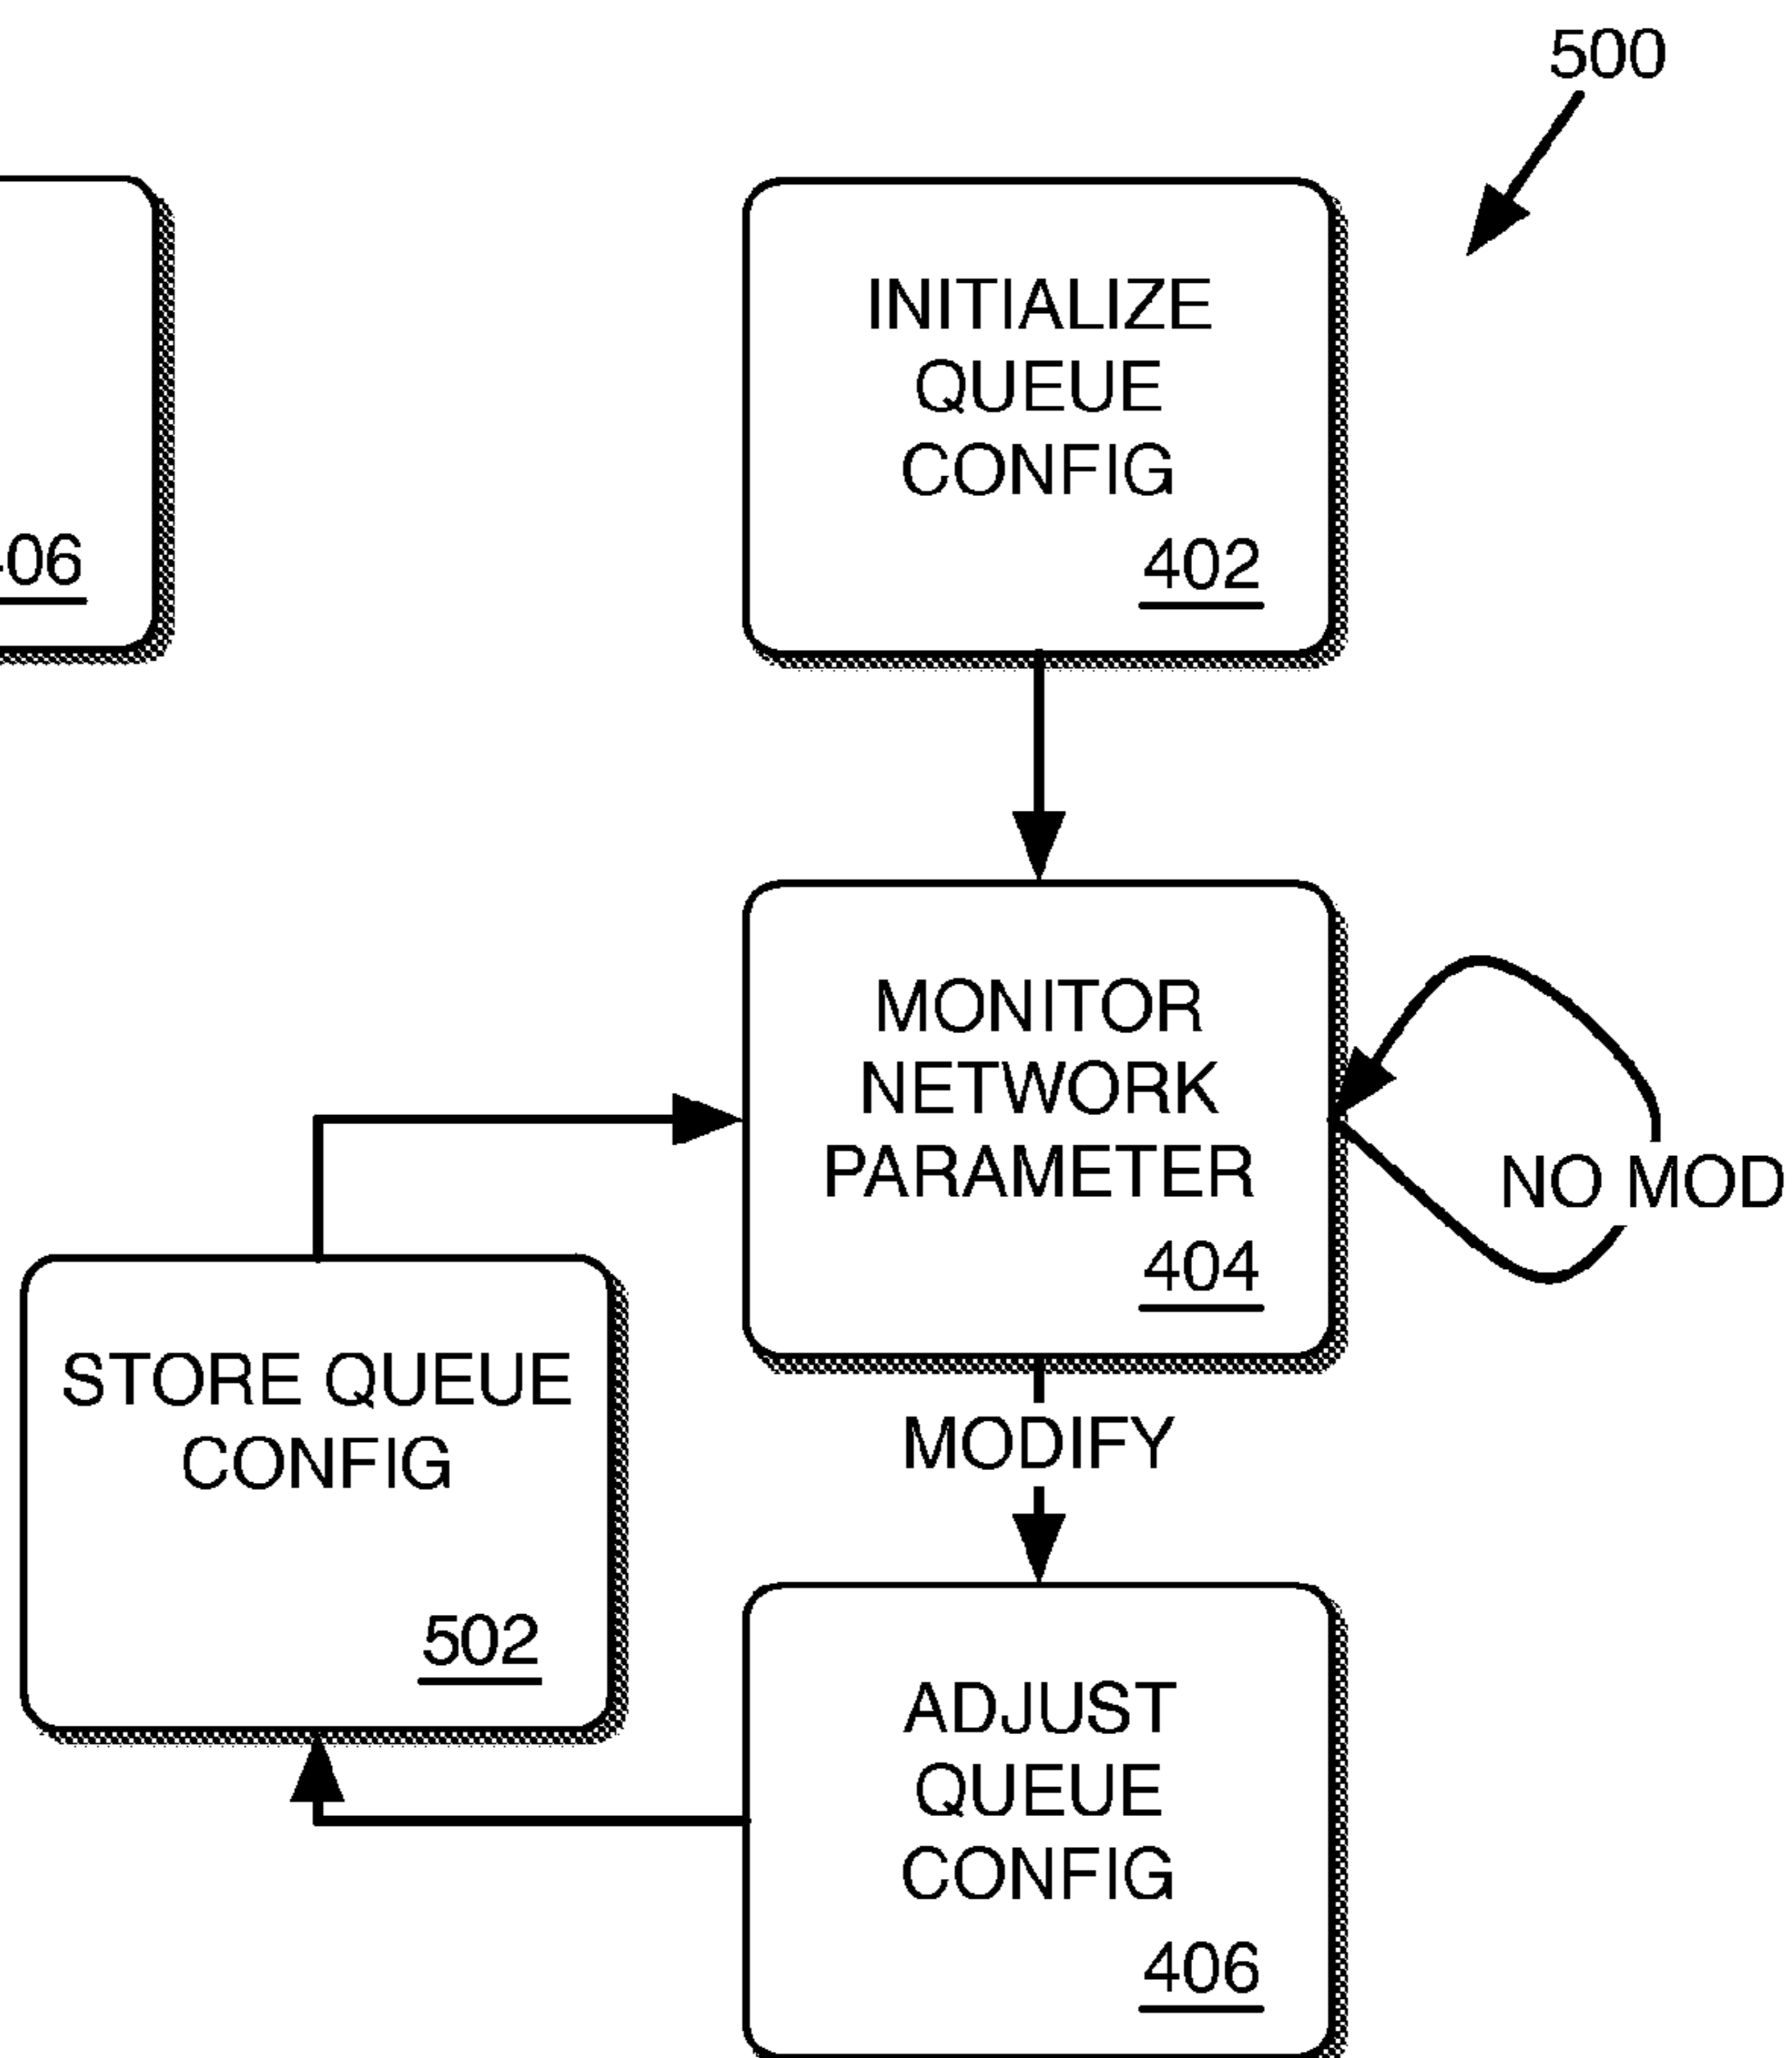 500
INITIALIZE
QUEUE
CONFIG
402
06
MONITOR
NETWORK
PARAMETER
404
NO MOD
STORE QUEUE
CONFIG
502
MODIFY
ADJUST
QUEUE
CONFIG
406